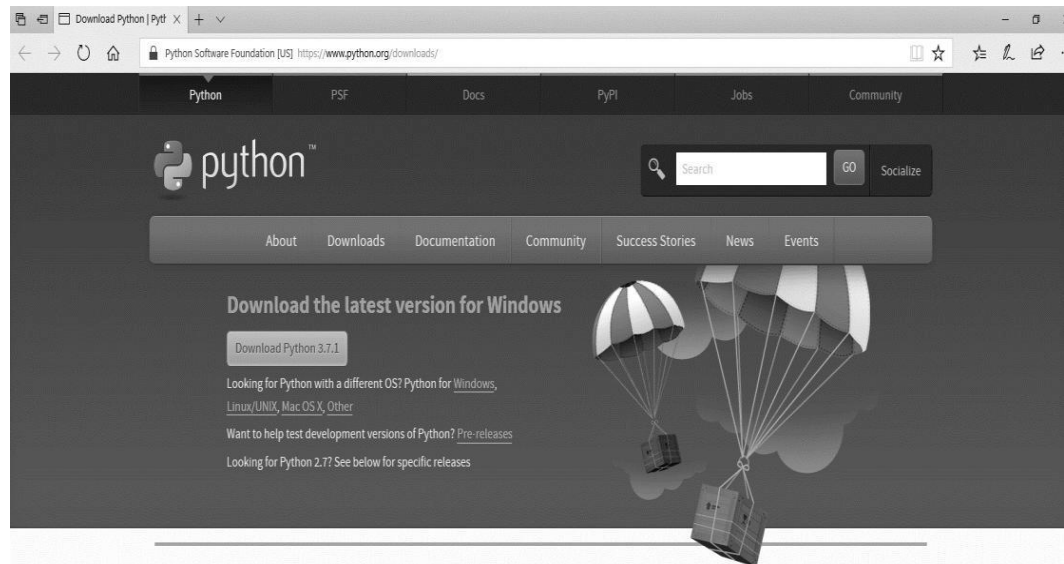 Download Python | Pyth
Python Software Foundation [US] https://www.python.org/downloads/
Python PSF Docs PyPI Jobs Community
python™
Search GO Socialize
About Downloads Documentation Community Success Stories News Events
Download the latest version for Windows
Download Python 3.7.1
Looking for Python with a different OS? Python for Windows,
Linux/UNIX, Mac OS X, Other
Want to help test development versions of Python? Pre-releases
Looking for Python 2.7? See below for specific releases